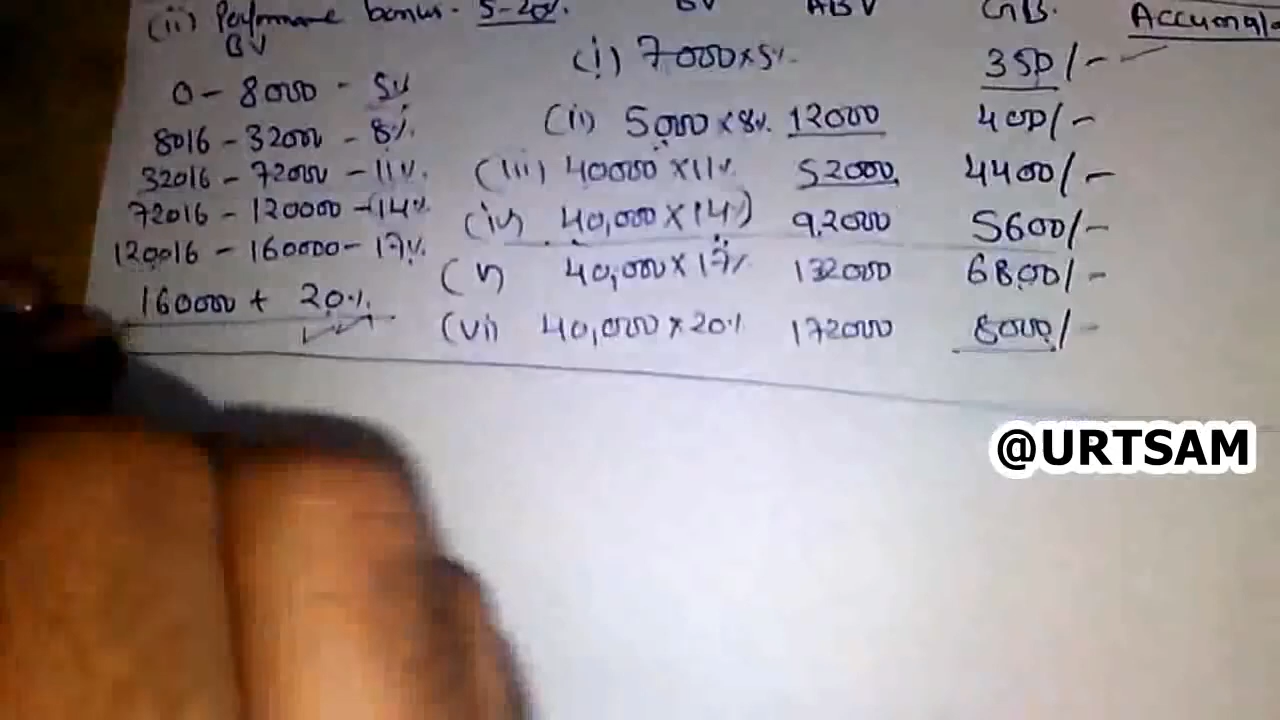 (ii) Performance bonus - 5-20%. BV ABV GB. Accumula
BV
(i) 7000×5%. 350/-
0 - 8000 - 5%
(ii) 5000×8%. 12000 400/-
8016 - 32000 - 8%.
(iii) 40000×11%. 52000 4400/-
32016 - 72000 - 11%.
(iv) 40,000×14%) 92000 5600/-
72016 - 120000 - 14%
120016 - 160000 - 17%.
(v) 40,000×17% 132000 6800/-
160000 + 20%.
(vi) 40,000×20% 172000 8000/-
@URTSAM